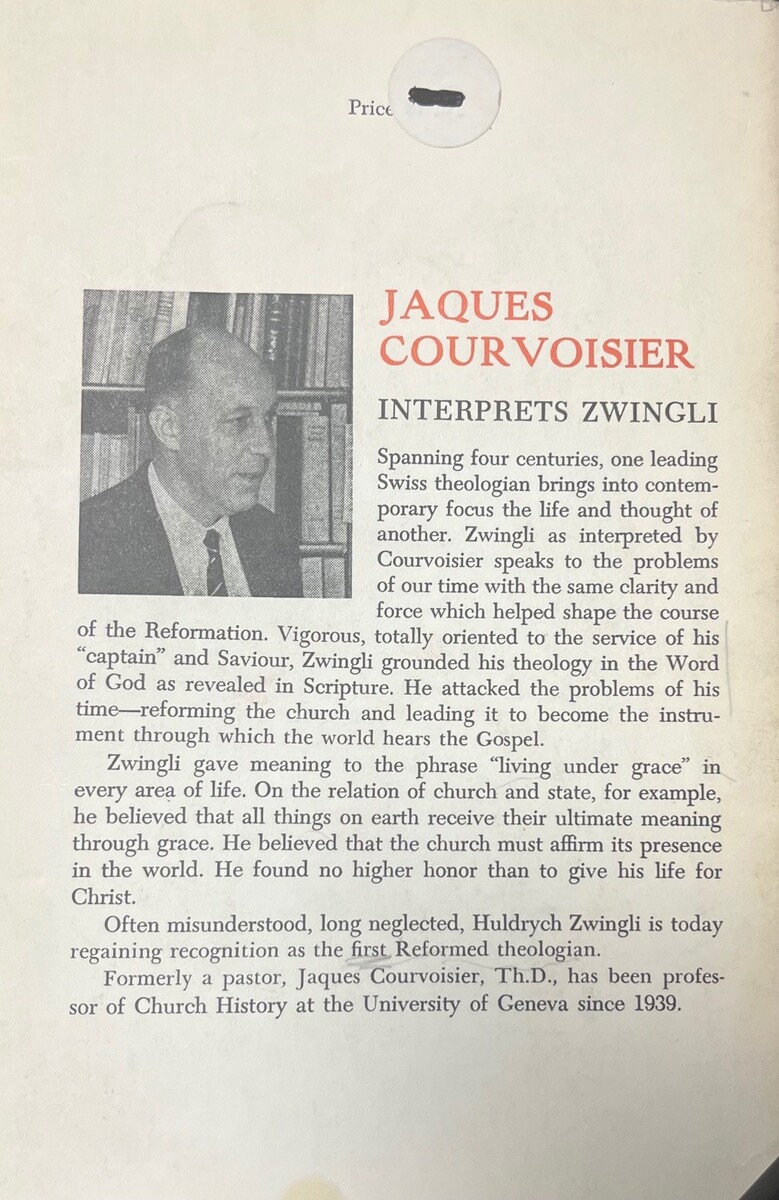 Price
JAQUES
COURVOISIER
INTERPRETS ZWINGLI
Spanning four centuries, one leading
Swiss theologian brings into contem-
porary focus the life and thought of
another. Zwingli as interpreted by
Courvoisier speaks to the problems
of our time with the same clarity and
force which helped shape the course
of the Reformation. Vigorous, totally oriented to the service of his
“captain” and Saviour, Zwingli grounded his theology in the Word
of God as revealed in Scripture. He attacked the problems of his
time—reforming the church and leading it to become the instru-
ment through which the world hears the Gospel.
Zwingli gave meaning to the phrase “living under grace” in
every area of life. On the relation of church and state, for example,
he believed that all things on earth receive their ultimate meaning
through grace. He believed that the church must affirm its presence
in the world. He found no higher honor than to give his life for
Christ.
Often misunderstood, long neglected, Huldrych Zwingli is today
regaining recognition as the first Reformed theologian.
Formerly a pastor, Jaques Courvoisier, Th.D., has been profes-
sor of Church History at the University of Geneva since 1939.